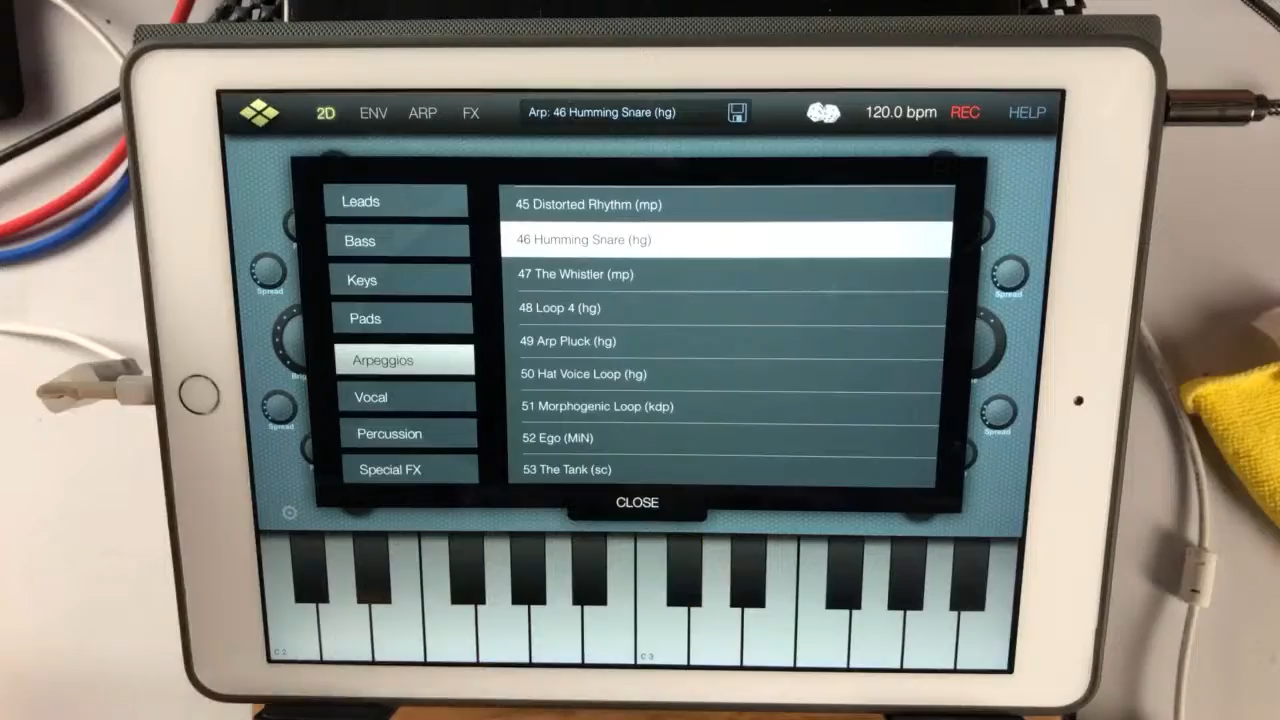 2D ENV ARP FX Arp: 46 Humming Snare (hg) 120.0 bpm REC HELP
Leads
Bass
Keys
Pads
Arpeggios
Vocal
Percussion
Special FX
45 Distorted Rhythm (mp)
46 Humming Snare (hg)
47 The Whistler (mp)
48 Loop 4 (hg)
49 Arp Pluck (hg)
50 Hat Voice Loop (hg)
51 Morphogenic Loop (kdp)
52 Ego (MiN)
53 The Tank (sc)
Spread
Spread
Spread
Spread
CLOSE
C 2
C 3